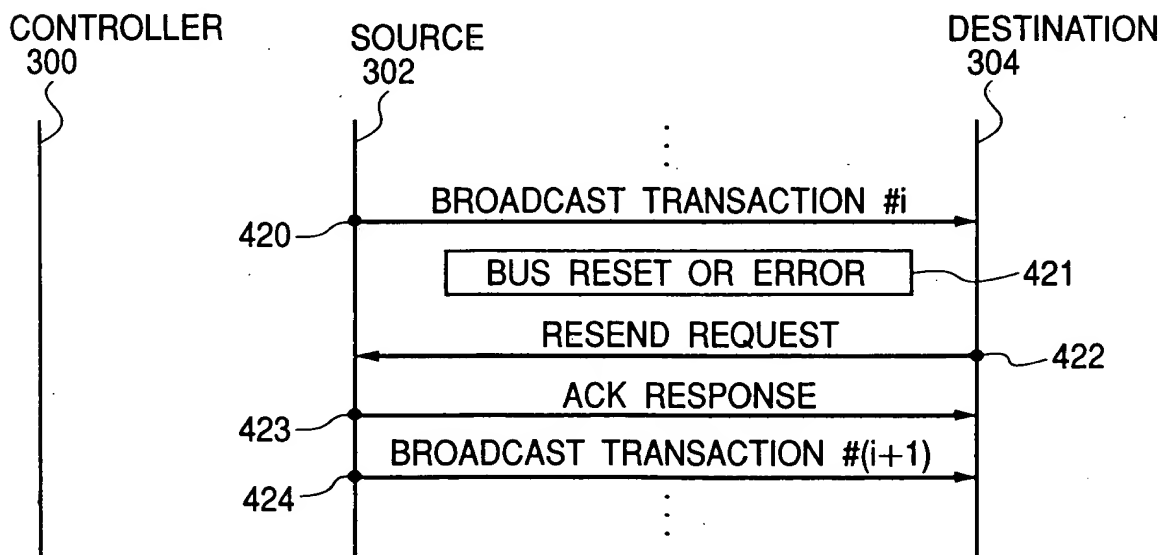 CONTROLLER
300
SOURCE
302
DESTINATION
304
BROADCAST TRANSACTION #i
420
BUS RESET OR ERROR
421
RESEND REQUEST
422
ACK RESPONSE
423
BROADCAST TRANSACTION #(i+1)
424